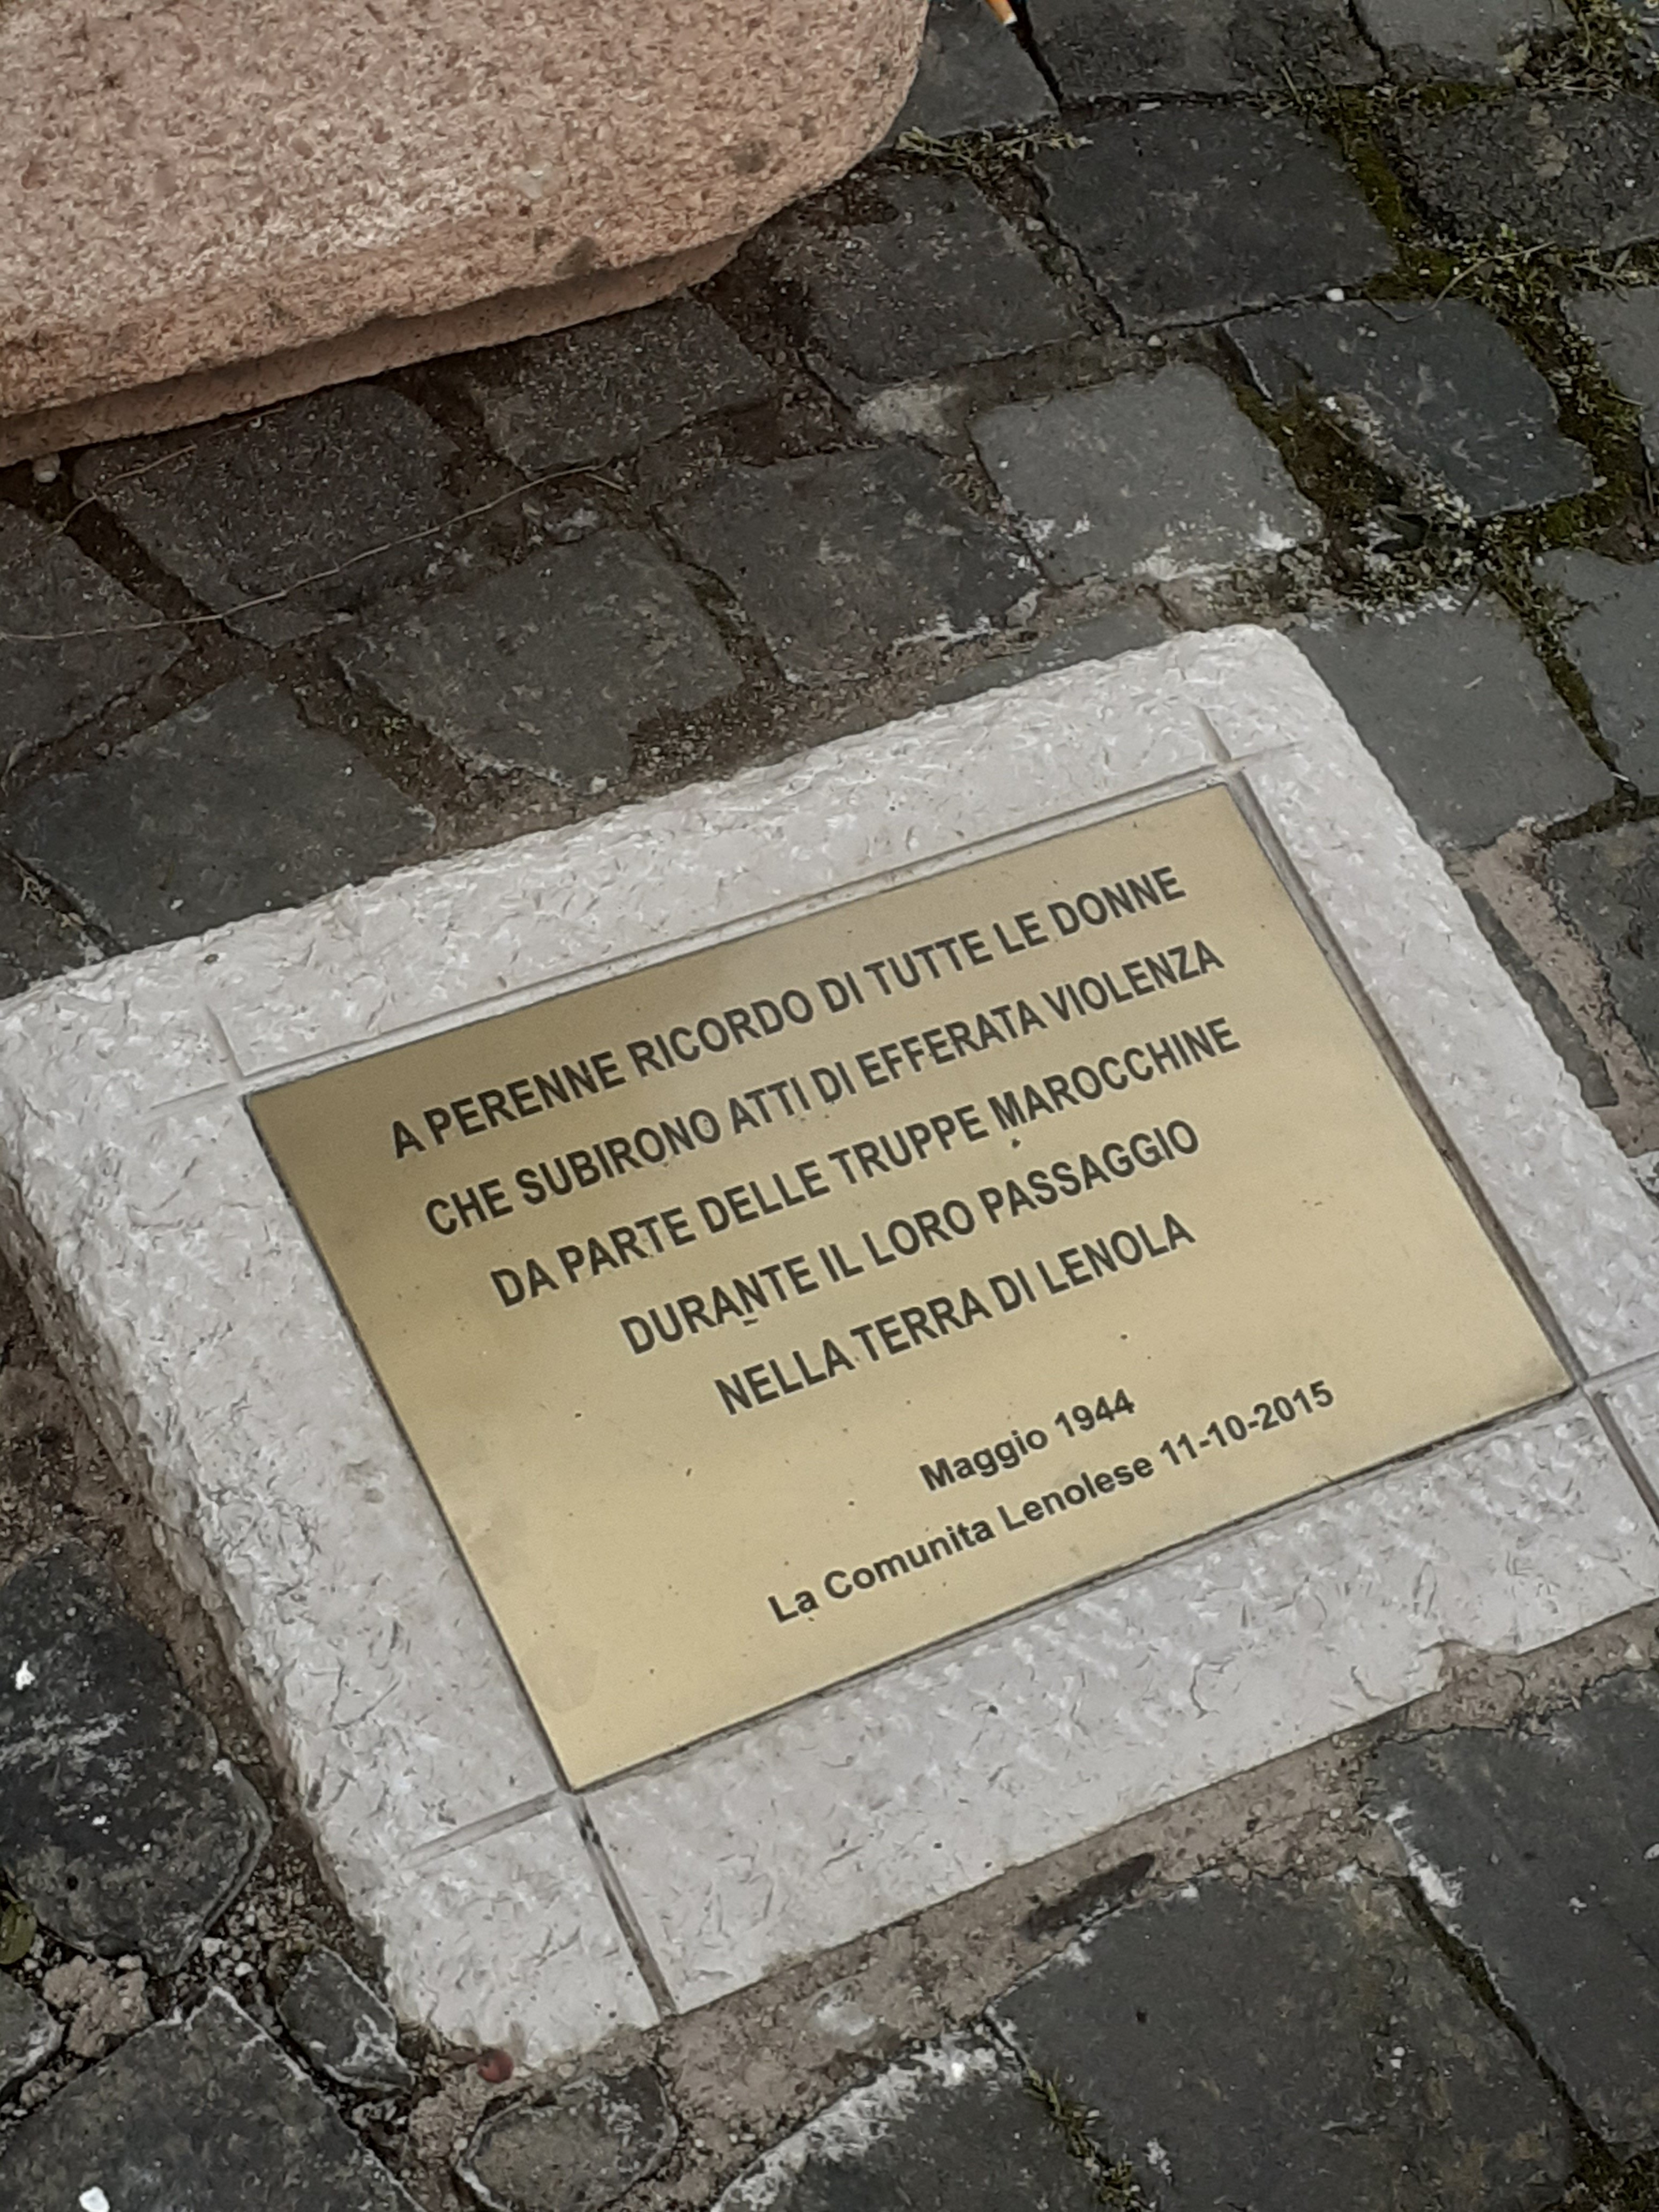 A PERENNE RICORDO DI TUTTE LE DONNE
CHE SUBIRONO ATTI DI EFFERATA VIOLENZA
DA PARTE DELLE TRUPPE MAROCCHINE
DURANTE IL LORO PASSAGGIO
NELLA TERRA DI LENOLA
Maggio 1944
La Comunita Lenolese 11-10-2015